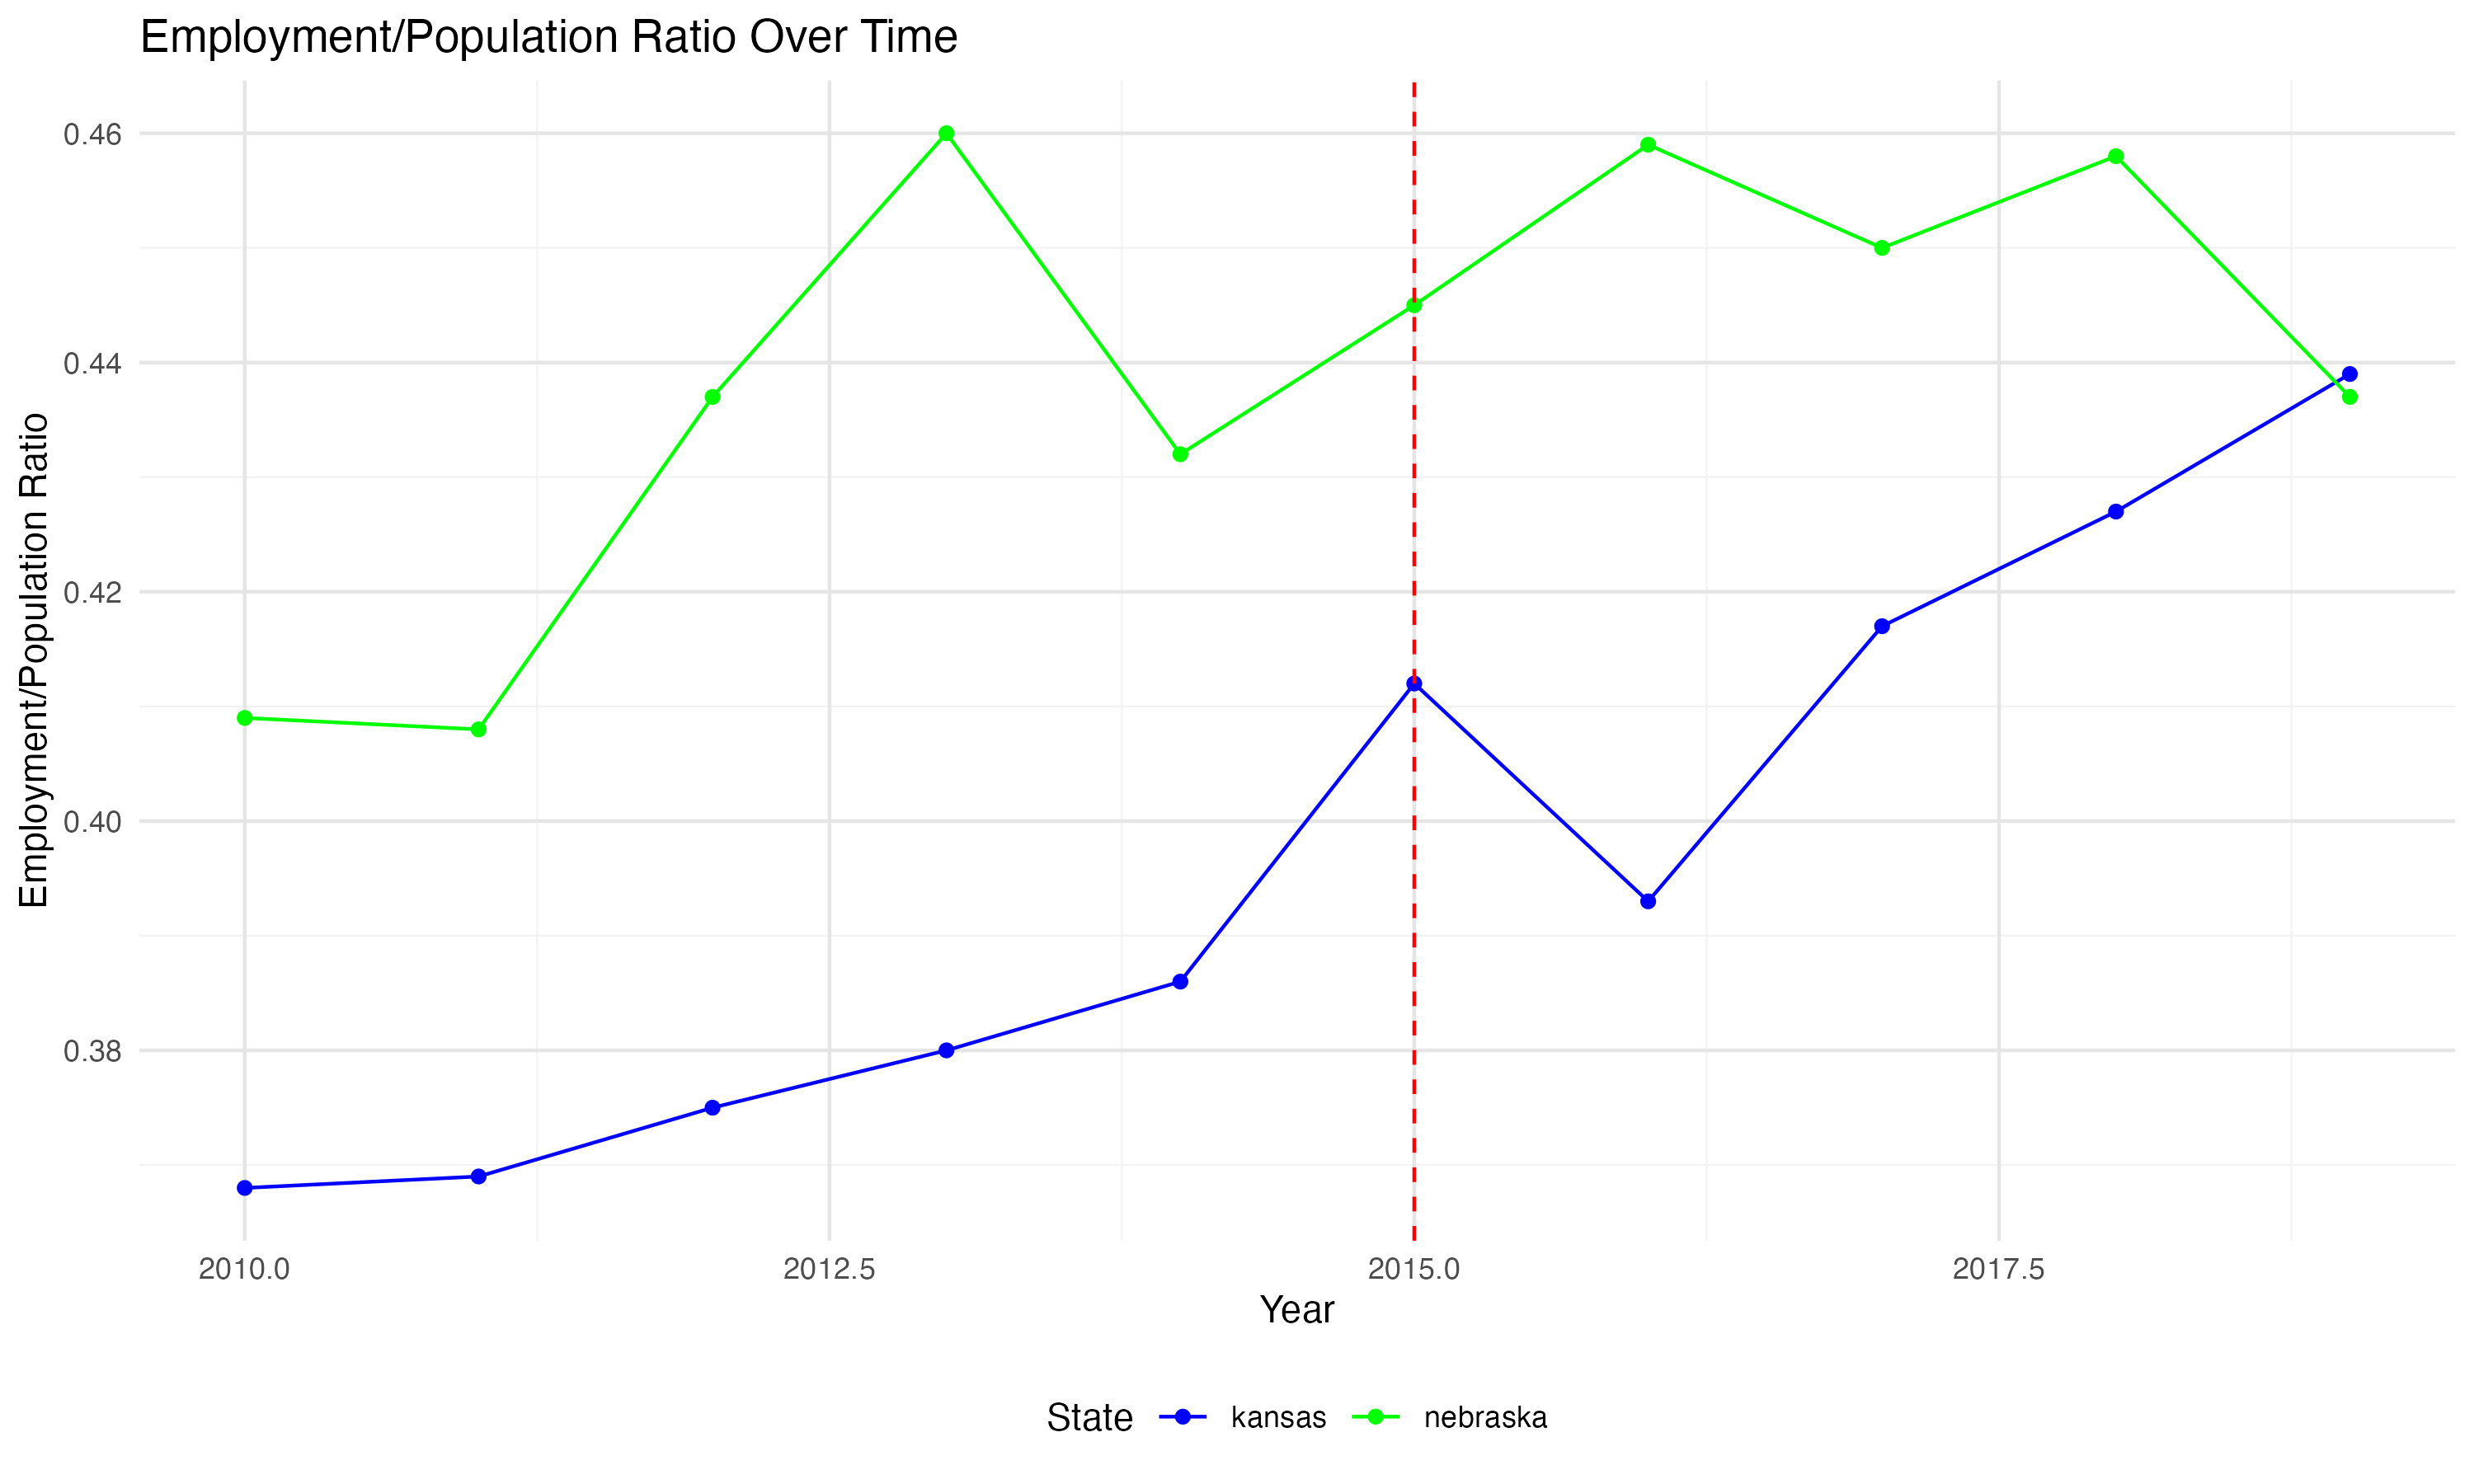 Employment/Population Ratio Over Time
Employment/Population Ratio
0.46
0.44
0.42
0.40
0.38
2010.0 2012.5 2015.0 2017.5
Year
State kansas nebraska